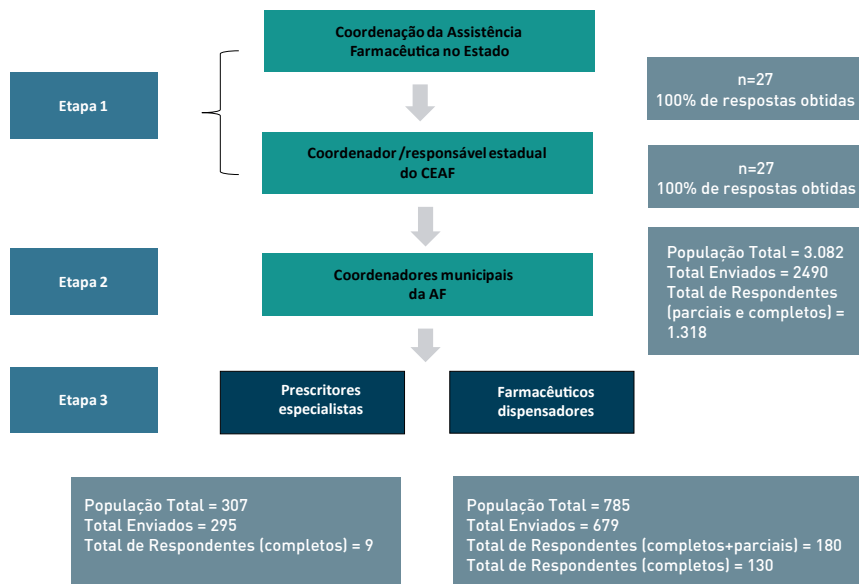 Coordenação da Assistência
Farmacêutica no Estado
Etapa 1
n=27
100% de respostas obtidas
Coordenador /responsável estadual
do CEAF
n=27
100% de respostas obtidas
Etapa 2
Coordenadores municipais
da AF
População Total = 3.082
Total Enviados = 2490
Total de Respondentes
(parciais e completos) =
1.318
Etapa 3
Prescritores
especialistas
Farmacêuticos
dispensadores
População Total = 307
Total Enviados = 295
Total de Respondentes (completos) = 9
População Total = 785
Total Enviados = 679
Total de Respondentes (completos+parciais) = 180
Total de Respondentes (completos) = 130